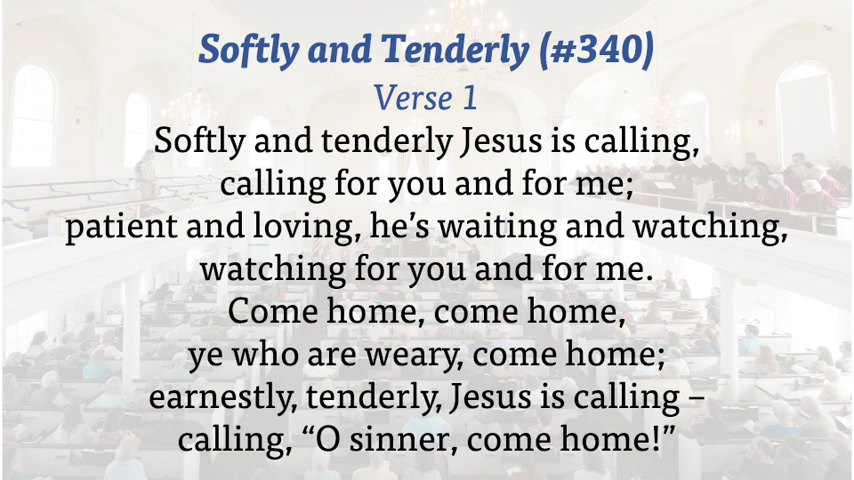 Softly and Tenderly (#340)
Verse 1
Softly and tenderly Jesus is calling,
calling for you and for me;
patient and loving, he’s waiting and watching,
watching for you and for me.
Come home, come home,
ye who are weary, come home;
earnestly, tenderly, Jesus is calling –
calling, “O sinner, come home!”